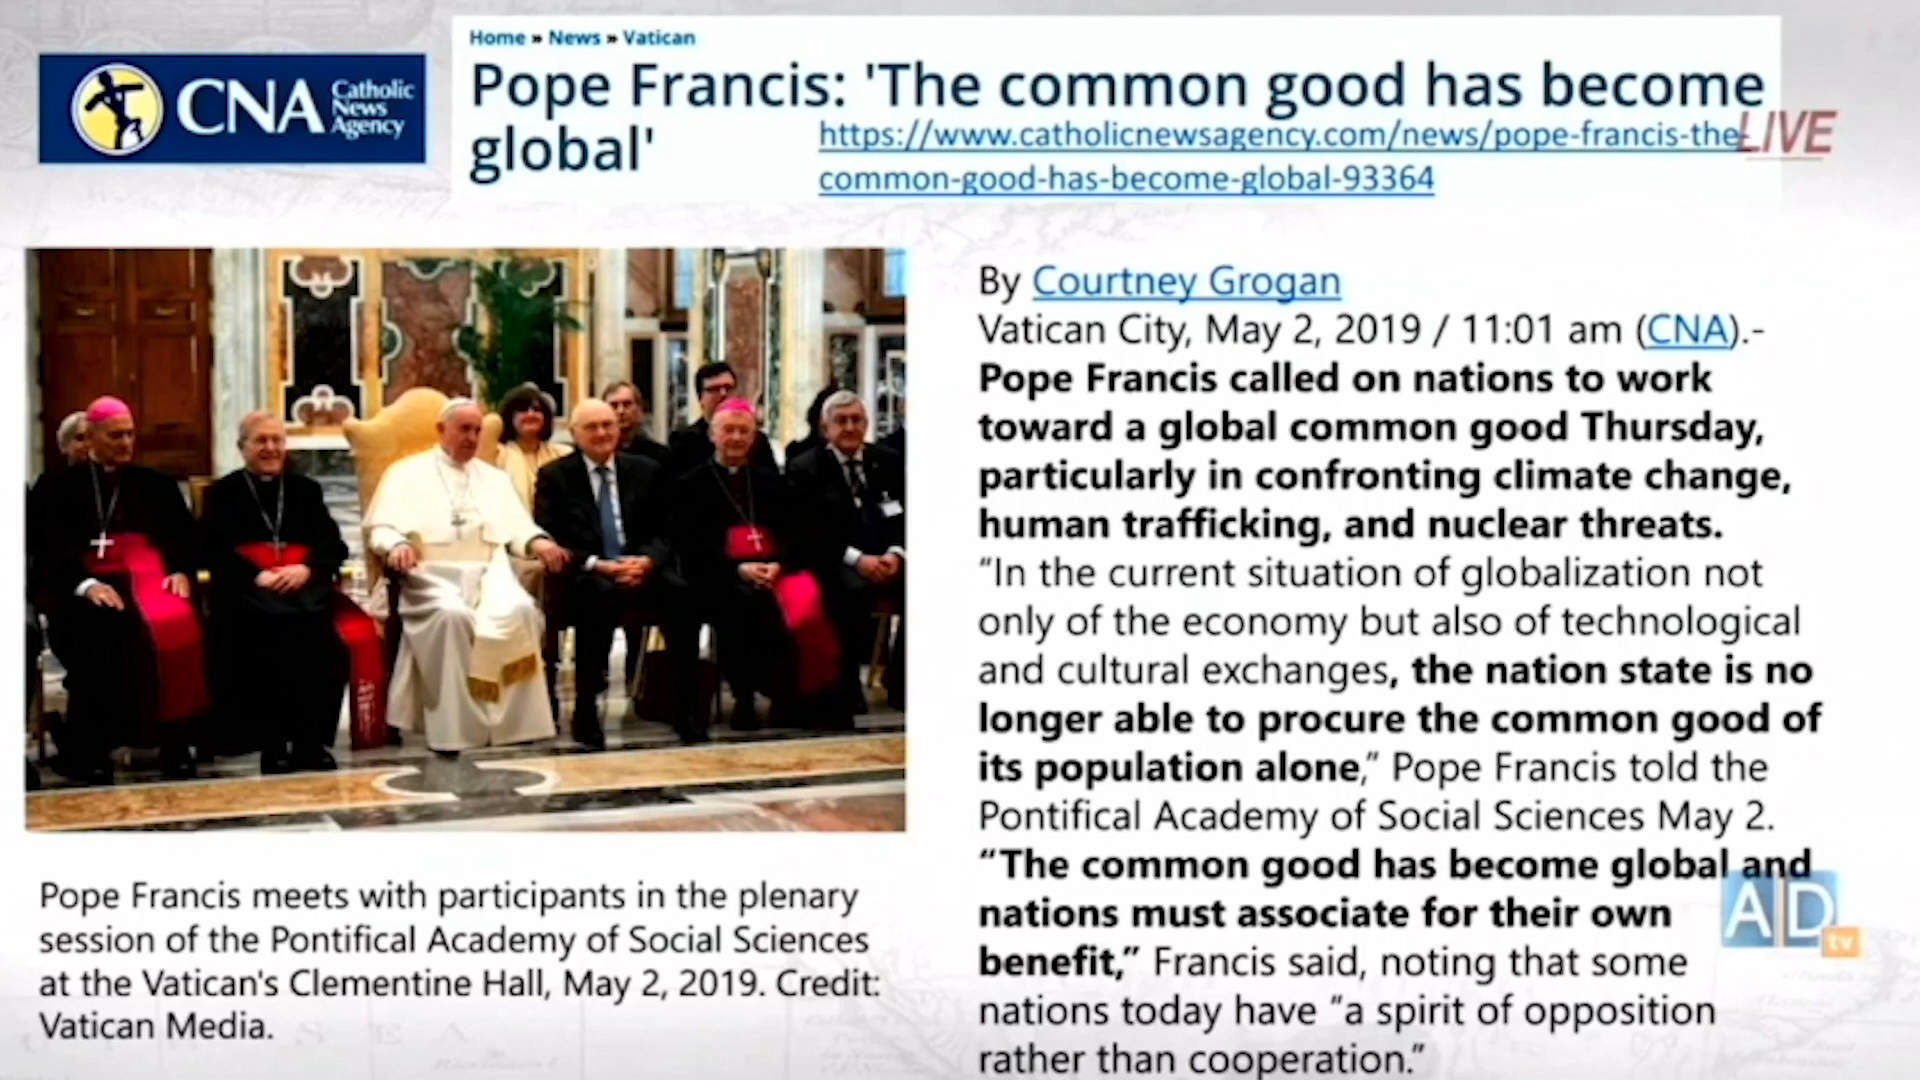 Home » News » Vatican
CNA Catholic
News
Agency
Pope Francis: 'The common good has become
global'
https://www.catholicnewsagency.com/news/pope-francis-the-
common-good-has-become-global-93364
LIVE
By Courtney Grogan
Vatican City, May 2, 2019 / 11:01 am (CNA).-
Pope Francis called on nations to work
toward a global common good Thursday,
particularly in confronting climate change,
human trafficking, and nuclear threats.
“In the current situation of globalization not
only of the economy but also of technological
and cultural exchanges, the nation state is no
longer able to procure the common good of
its population alone,” Pope Francis told the
Pontifical Academy of Social Sciences May 2.
“The common good has become global and
nations must associate for their own
benefit,” Francis said, noting that some
nations today have “a spirit of opposition
rather than cooperation.”
Pope Francis meets with participants in the plenary
session of the Pontifical Academy of Social Sciences
at the Vatican's Clementine Hall, May 2, 2019. Credit:
Vatican Media.
AD
tv